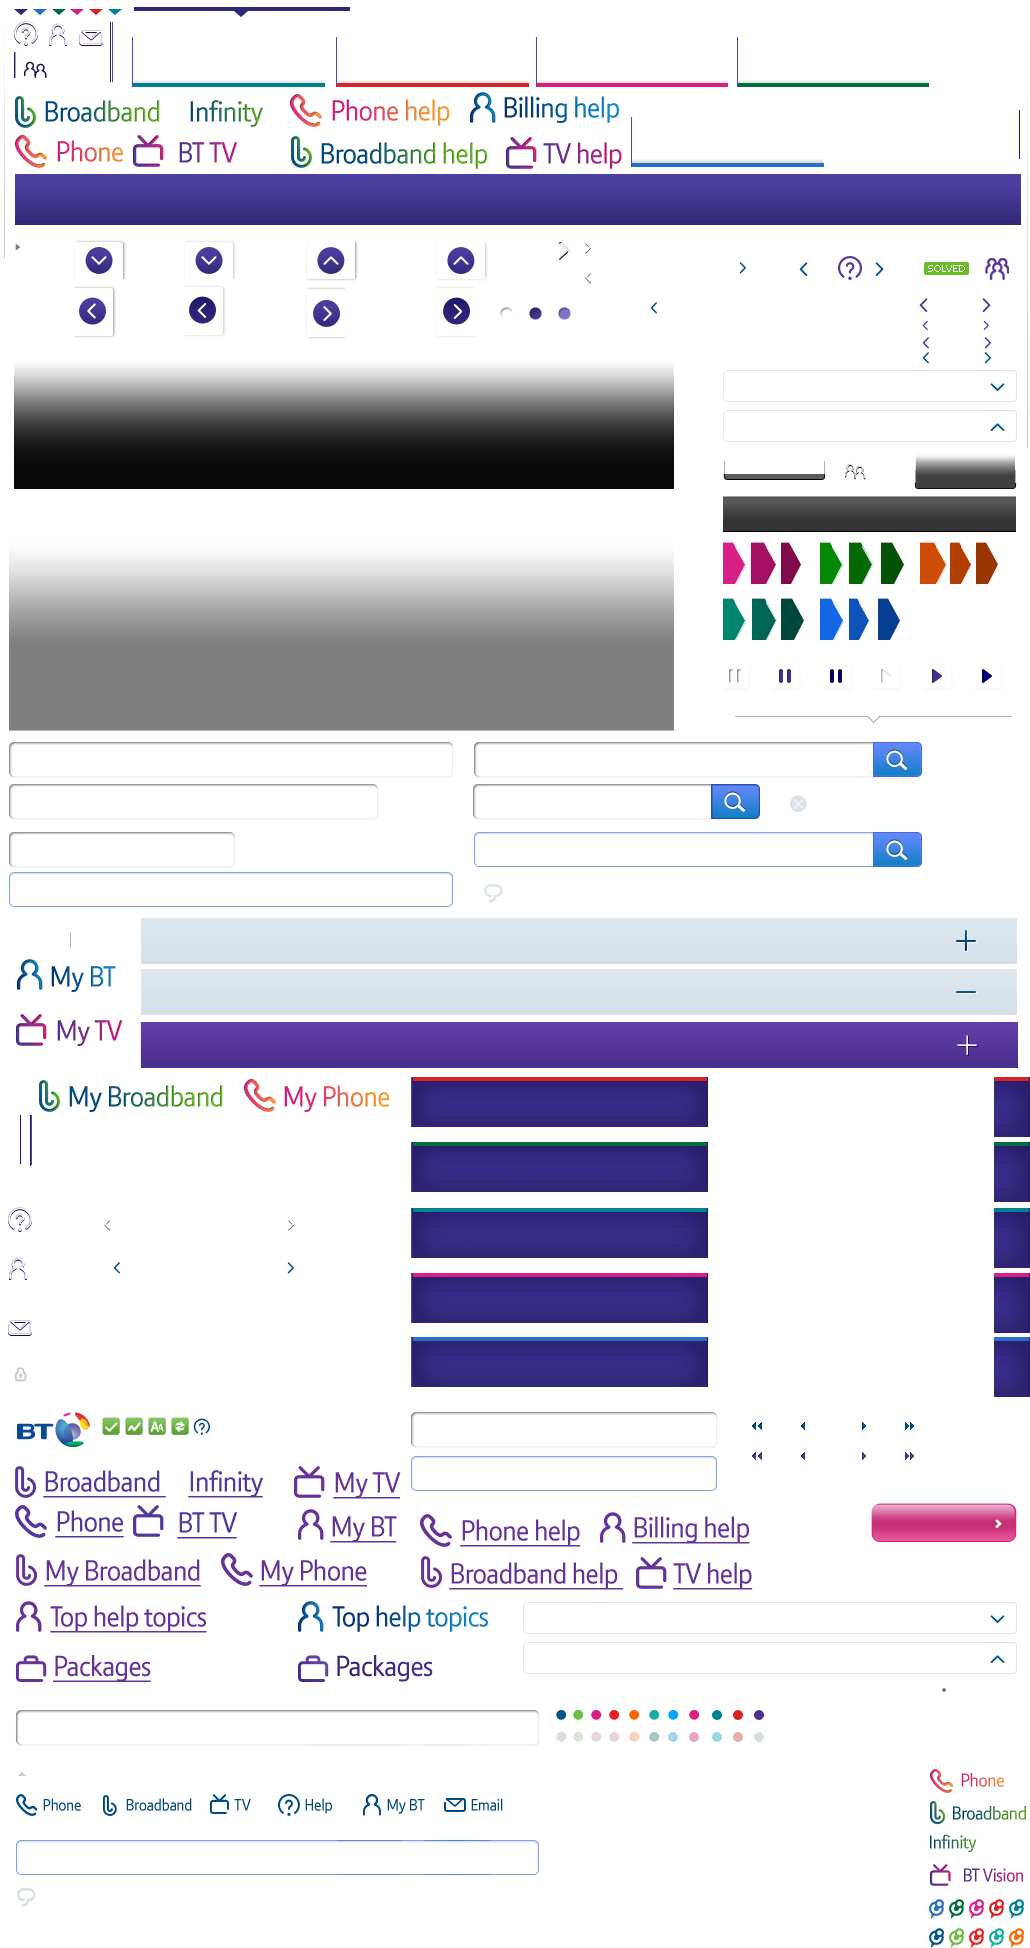 Broadband Infinity Phone help Billing help
Phone BT TV Broadband help TV help
SOLVED
My BT
My TV
My Broadband My Phone
BT
AA
Broadband Infinity My TV
Phone BT TV My BT Phone help Billing help
My Broadband My Phone Broadband help TV help
Top help topics Top help topics
Packages Packages
Phone
Phone Broadband TV Help My BT Email
Broadband
Infinity
BT Vision